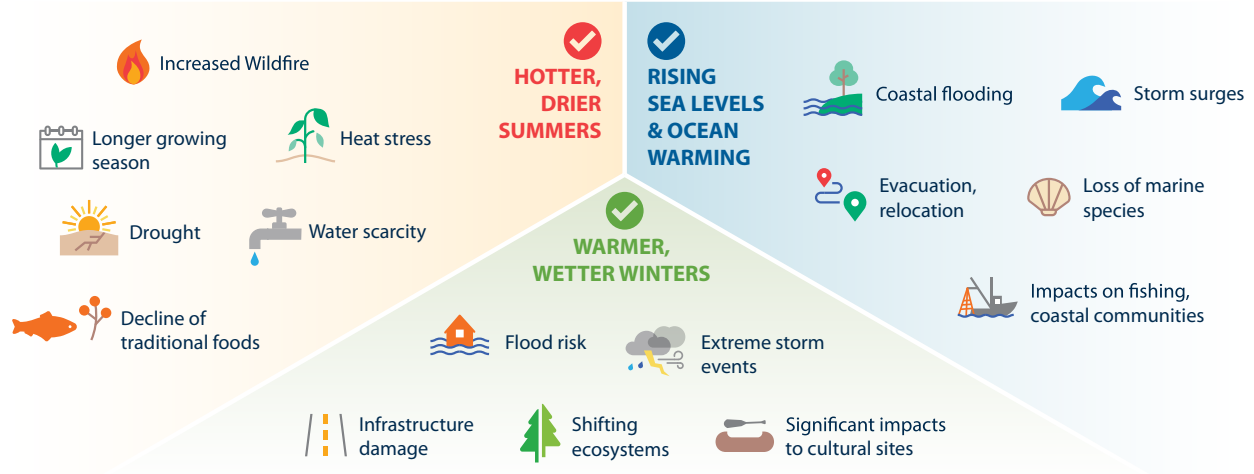 HOTTER,
DRIER
SUMMERS
Increased Wildfire
Longer growing
season
Heat stress
Drought
Water scarcity
Decline of
traditional foods
RISING
SEA LEVELS
& OCEAN
WARMING
Coastal flooding
Storm surges
Evacuation,
relocation
Loss of marine
species
Impacts on fishing,
coastal communities
WARMER,
WETTER WINTERS
Flood risk
Extreme storm
events
Infrastructure
damage
Shifting
ecosystems
Significant impacts
to cultural sites